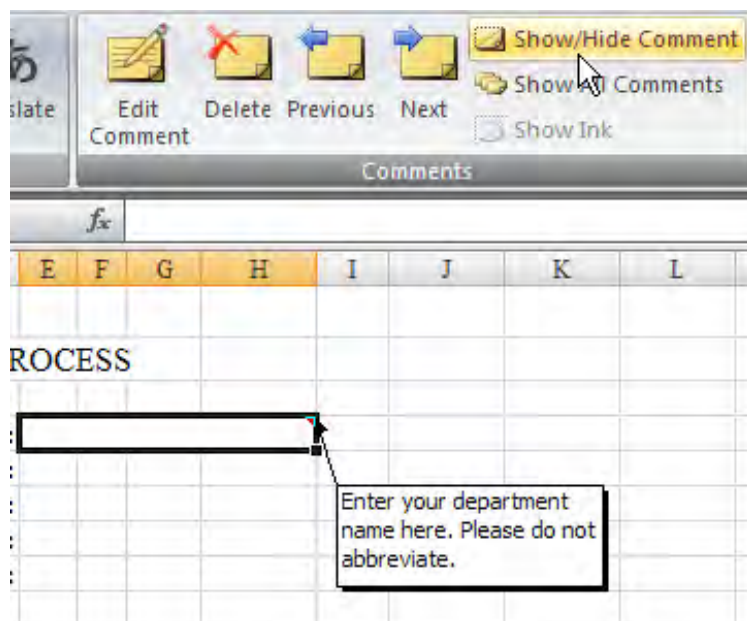 Show/Hide Comment
あ
slate
Edit
Comment
Delete
Previous
Next
Show All Comments
Show Ink
Comments
fx
E F G H I J K L
ROCESS
:
:
:
:
:
Enter your department
name here. Please do not
abbreviate.